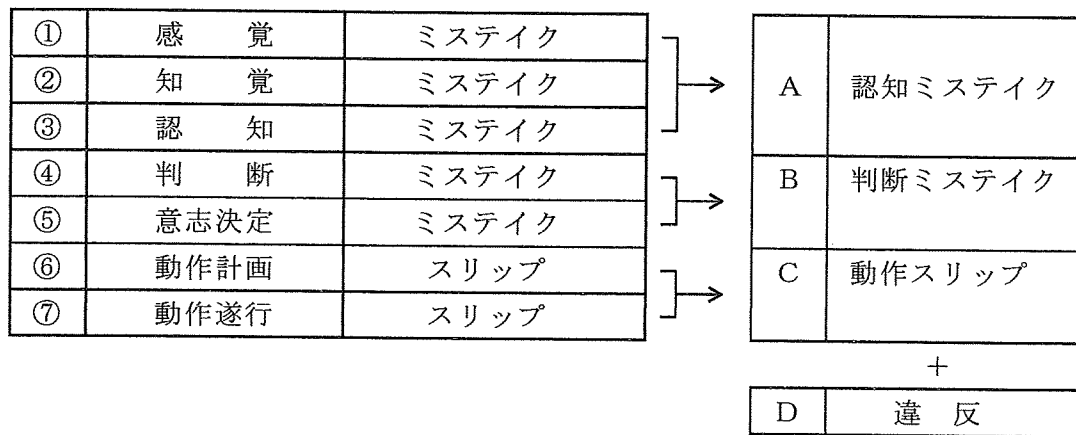 ① 感 覚 ミステイク
② 知 覚 ミステイク
③ 認 知 ミステイク
④ 判 断 ミステイク
⑤ 意志決定 ミステイク
⑥ 動作計画 スリップ
⑦ 動作遂行 スリップ
A 認知ミステイク
B 判断ミステイク
C 動作スリップ
+
D 違 反